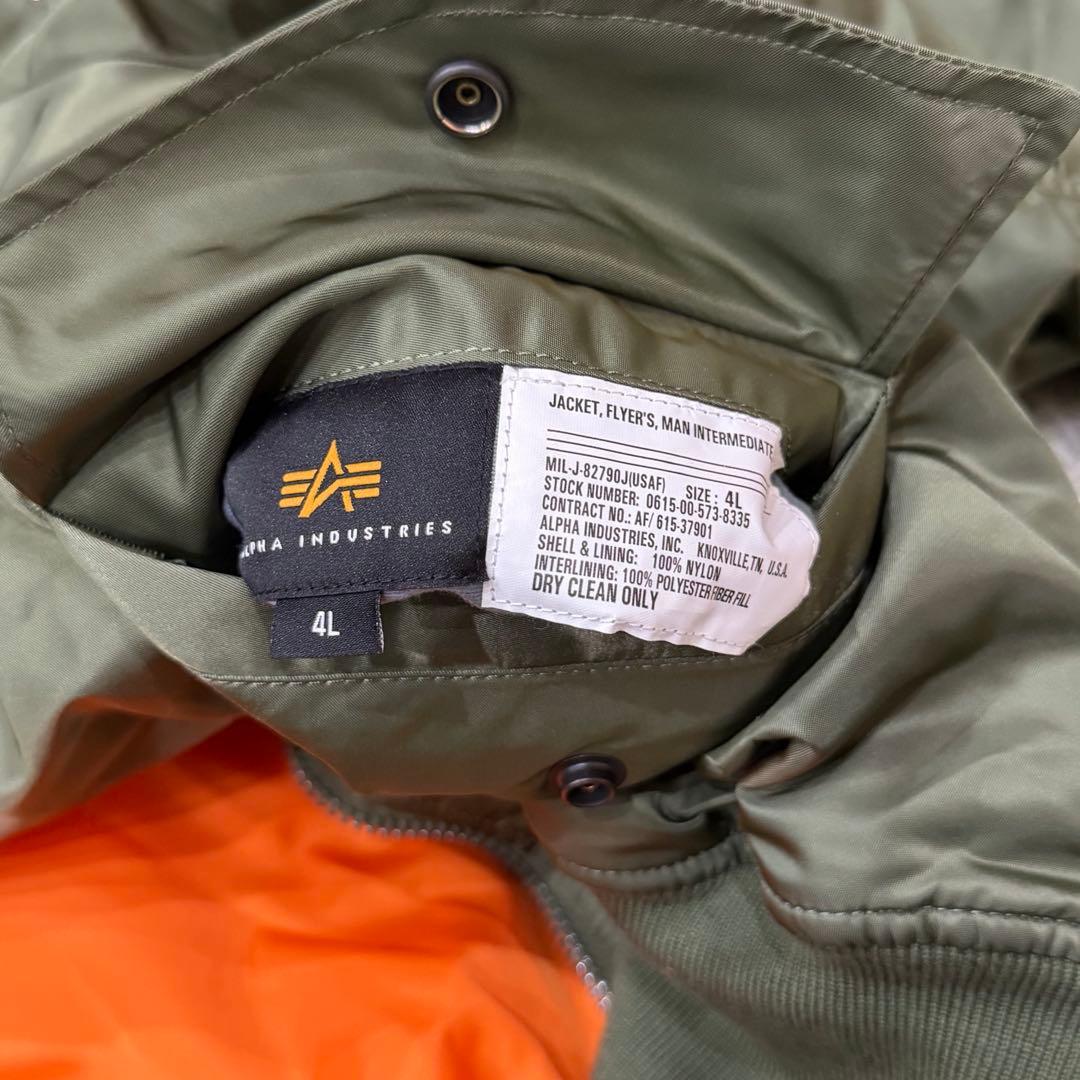 ALPHA INDUSTRIES
4L
JACKET, FLYER'S, MAN INTERMEDIATE
MIL-J-82790J(USAF) SIZE: 4L
STOCK NUMBER: 0615-00-573-8335
CONTRACT NO.: AF/ 615-37901
ALPHA INDUSTRIES, INC. KNOXVILLE, TN, U.S.A.
SHELL & LINING: 100% NYLON
INTERLINING: 100% POLYESTER FIBER FILL
DRY CLEAN ONLY